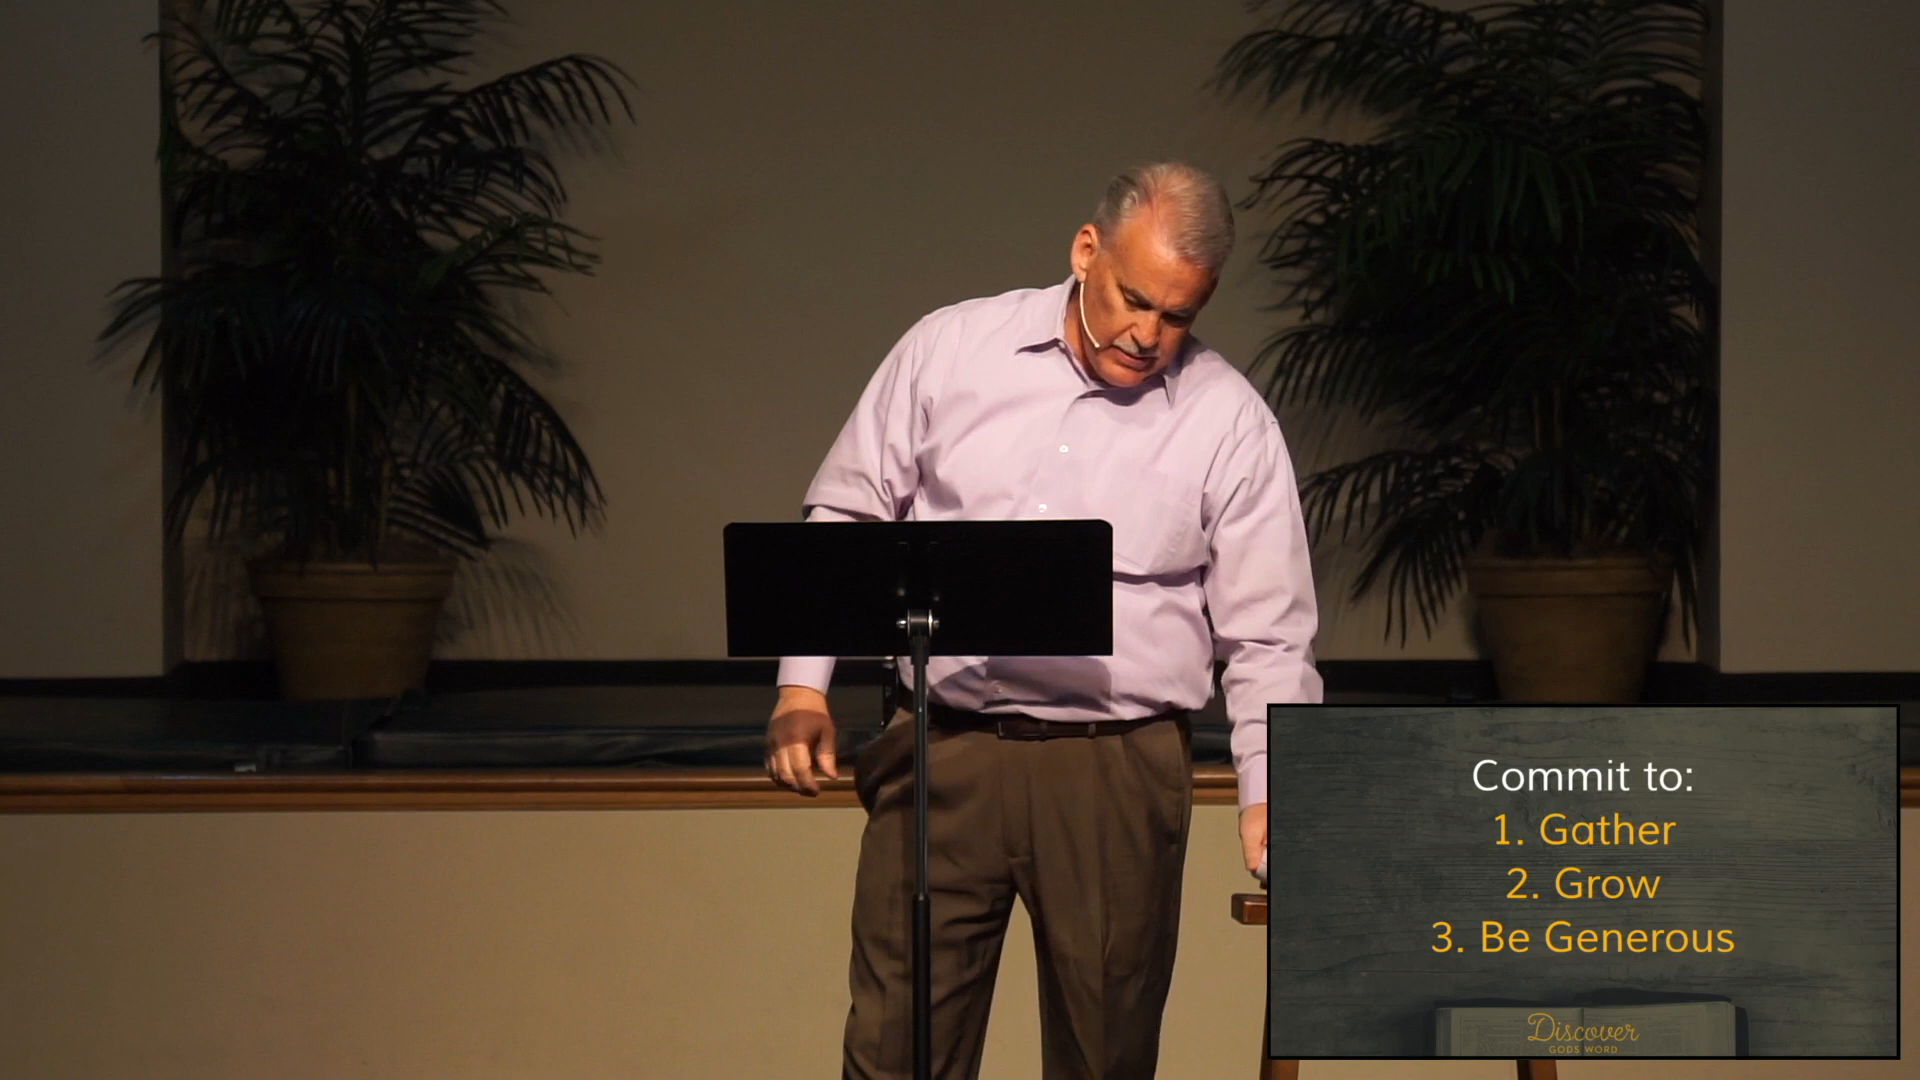 Commit to:
1. Gather
2. Grow
3. Be Generous
Discover
GODS WORD